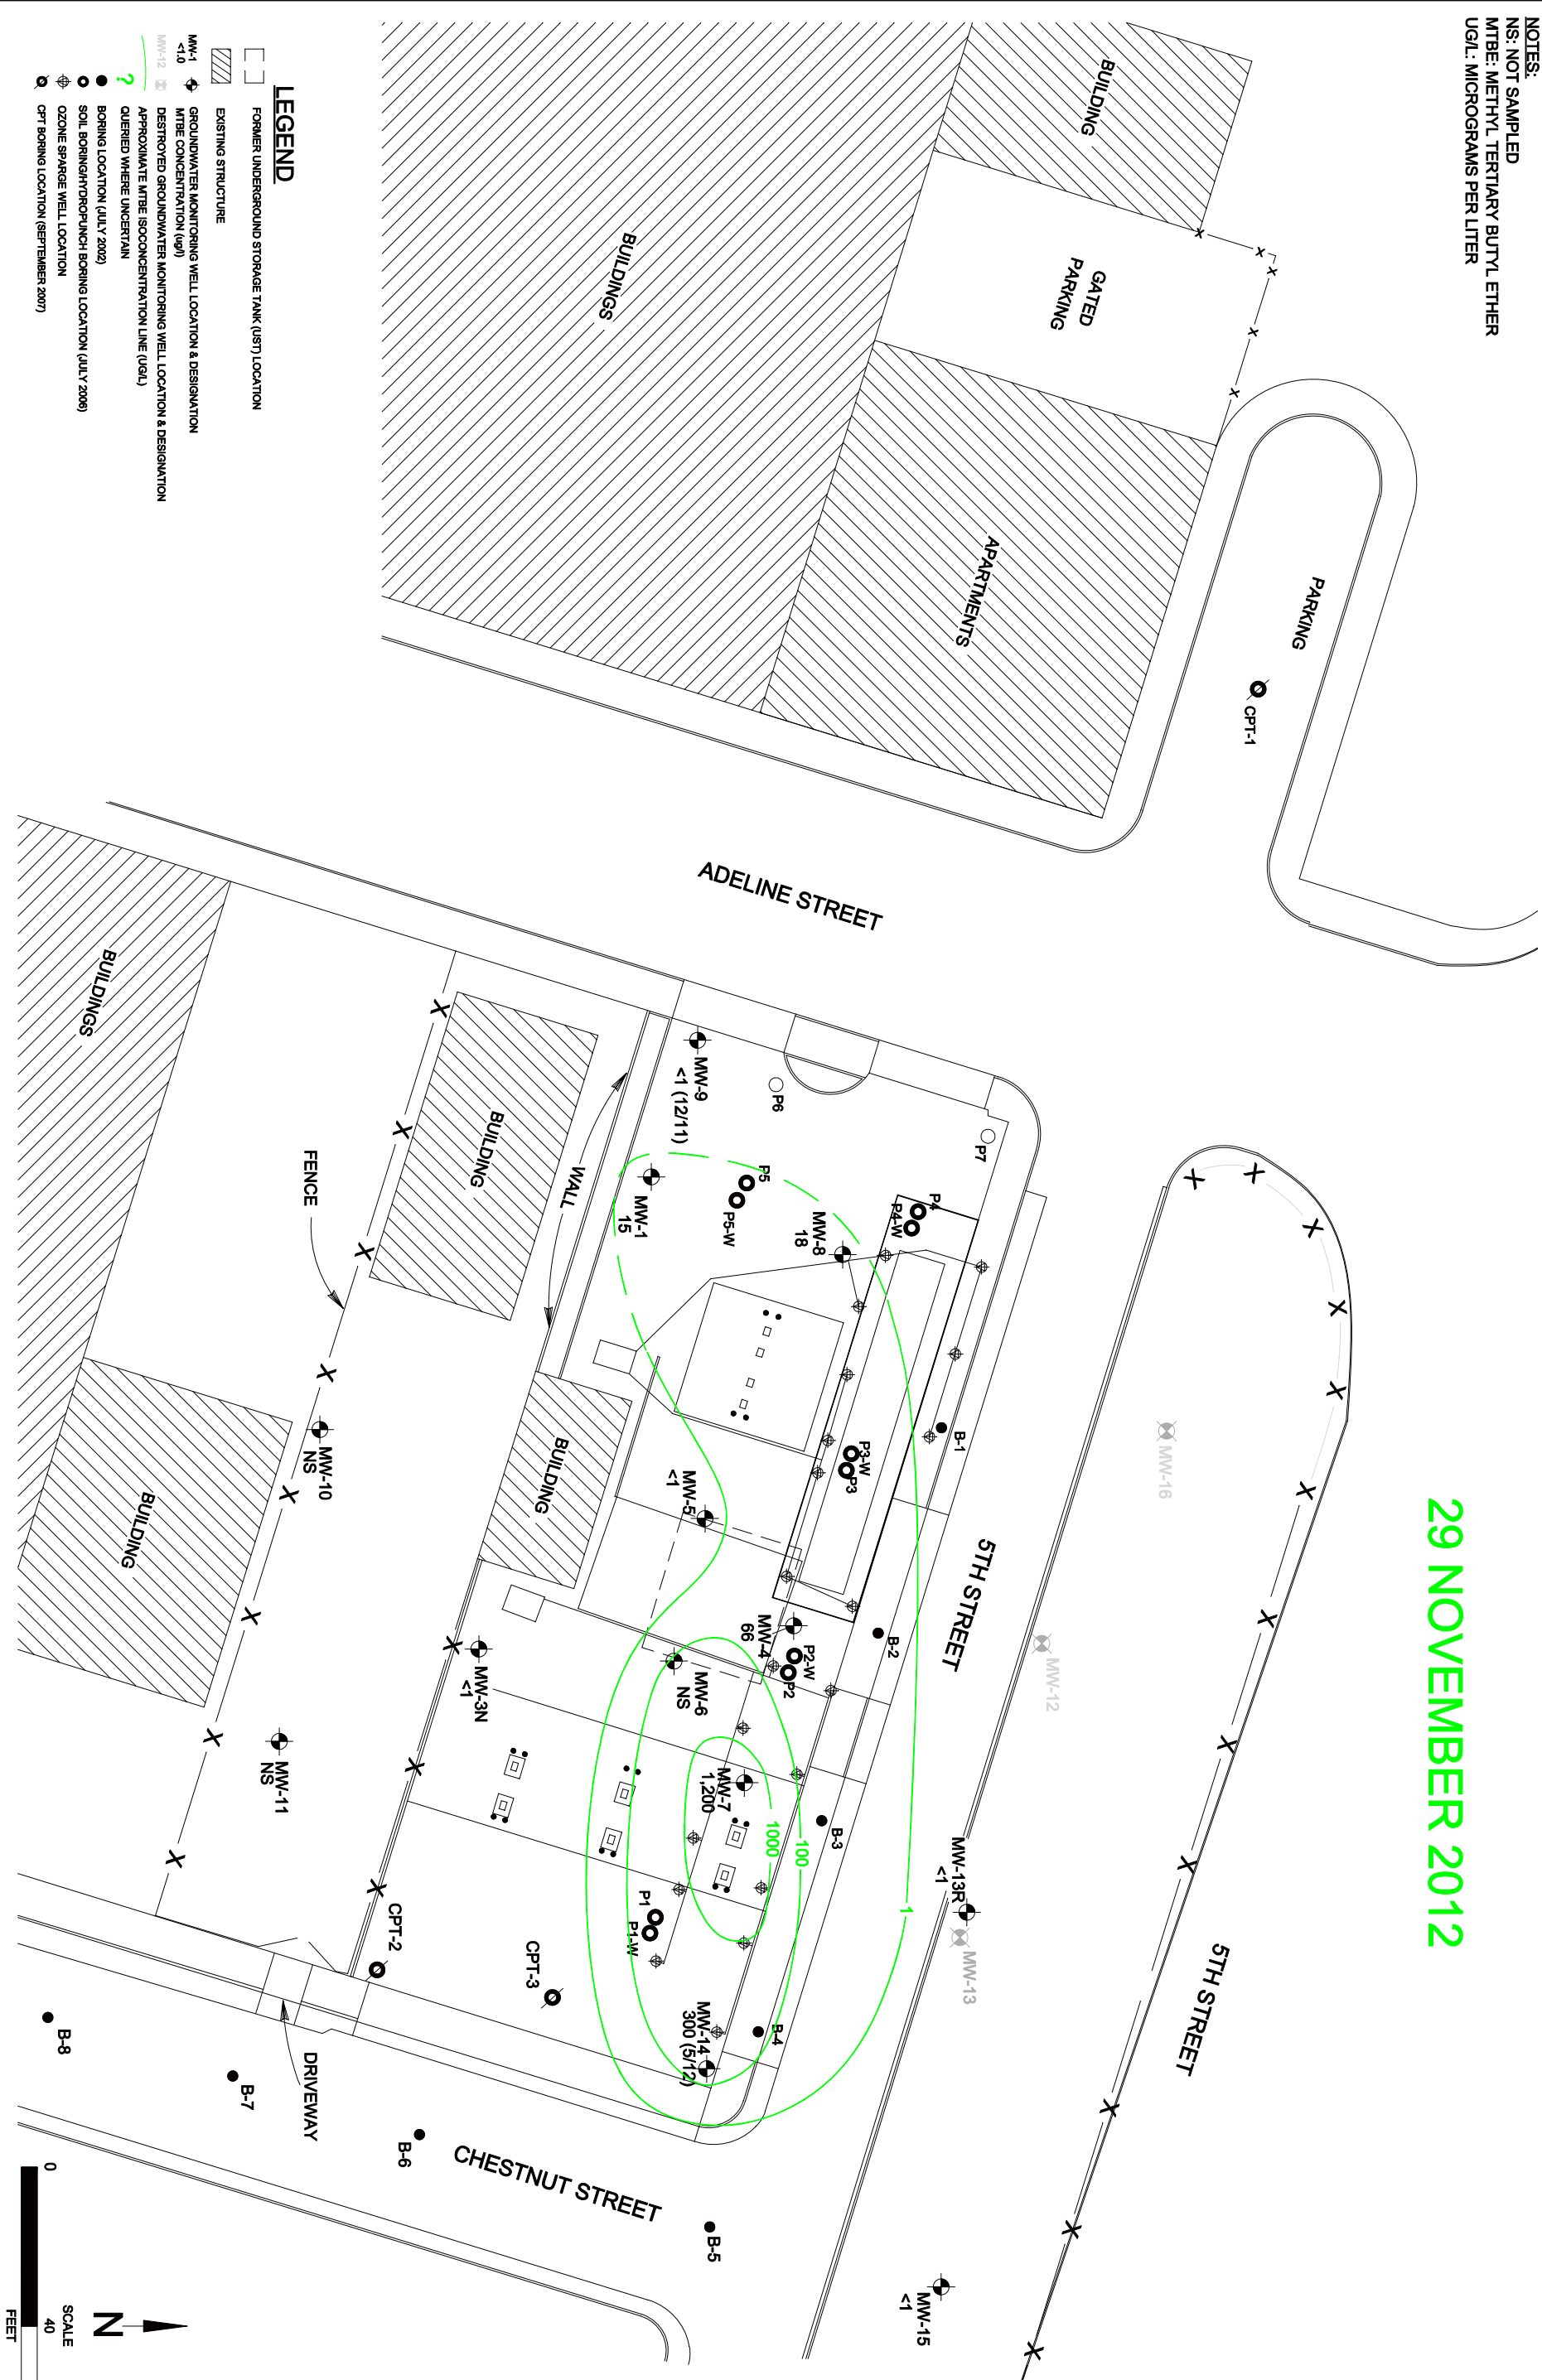 NOTES:
NS: NOT SAMPLED
MTBE: METHYL TERTIARY BUTYL ETHER
UG/L: MICROGRAMS PER LITER
29 NOVEMBER 2012
BUILDING
GATED
PARKING
PARKING
CPT-1
APARTMENTS
BUILDINGS
ADELINE STREET
5TH STREET
5TH STREET
MW-16
MW-12
MW-13R
<1
MW-13
MW-15
<1
P7
P6
MW-9
<1 (12/11)
P4
P4-W
P5
P5-W
MW-8
18
MW-1
15
B-1
P3-W
P3
MW-5
<1
B-2
MW-4
66
P2-W
P2
MW-6
NS
B-3
MW-7
1,200
1000
100
1
P1
P1-W
B-4
MW-14
300 (5/12)
MW-3N
<1
CPT-2
CPT-3
WALL
BUILDING
BUILDING
FENCE
BUILDINGS
BUILDING
MW-10
NS
MW-11
NS
DRIVEWAY
CHESTNUT STREET
B-5
B-6
B-7
B-8
LEGEND
FORMER UNDERGROUND STORAGE TANK (UST) LOCATION
EXISTING STRUCTURE
MW-1
<1.0
GROUNDWATER MONITORING WELL LOCATION & DESIGNATION
MTBE CONCENTRATION (ug/l)
MW-12
DESTROYED GROUNDWATER MONITORING WELL LOCATION & DESIGNATION
APPROXIMATE MTBE ISOCONCENTRATION LINE (UG/L)
?
QUERIED WHERE UNCERTAIN
BORING LOCATION (JULY 2002)
SOIL BORING/HYDROPUNCH BORING LOCATION (JULY 2006)
OZONE SPARGE WELL LOCATION
CPT BORING LOCATION (SEPTEMBER 2007)
N
SCALE
0
40
FEET